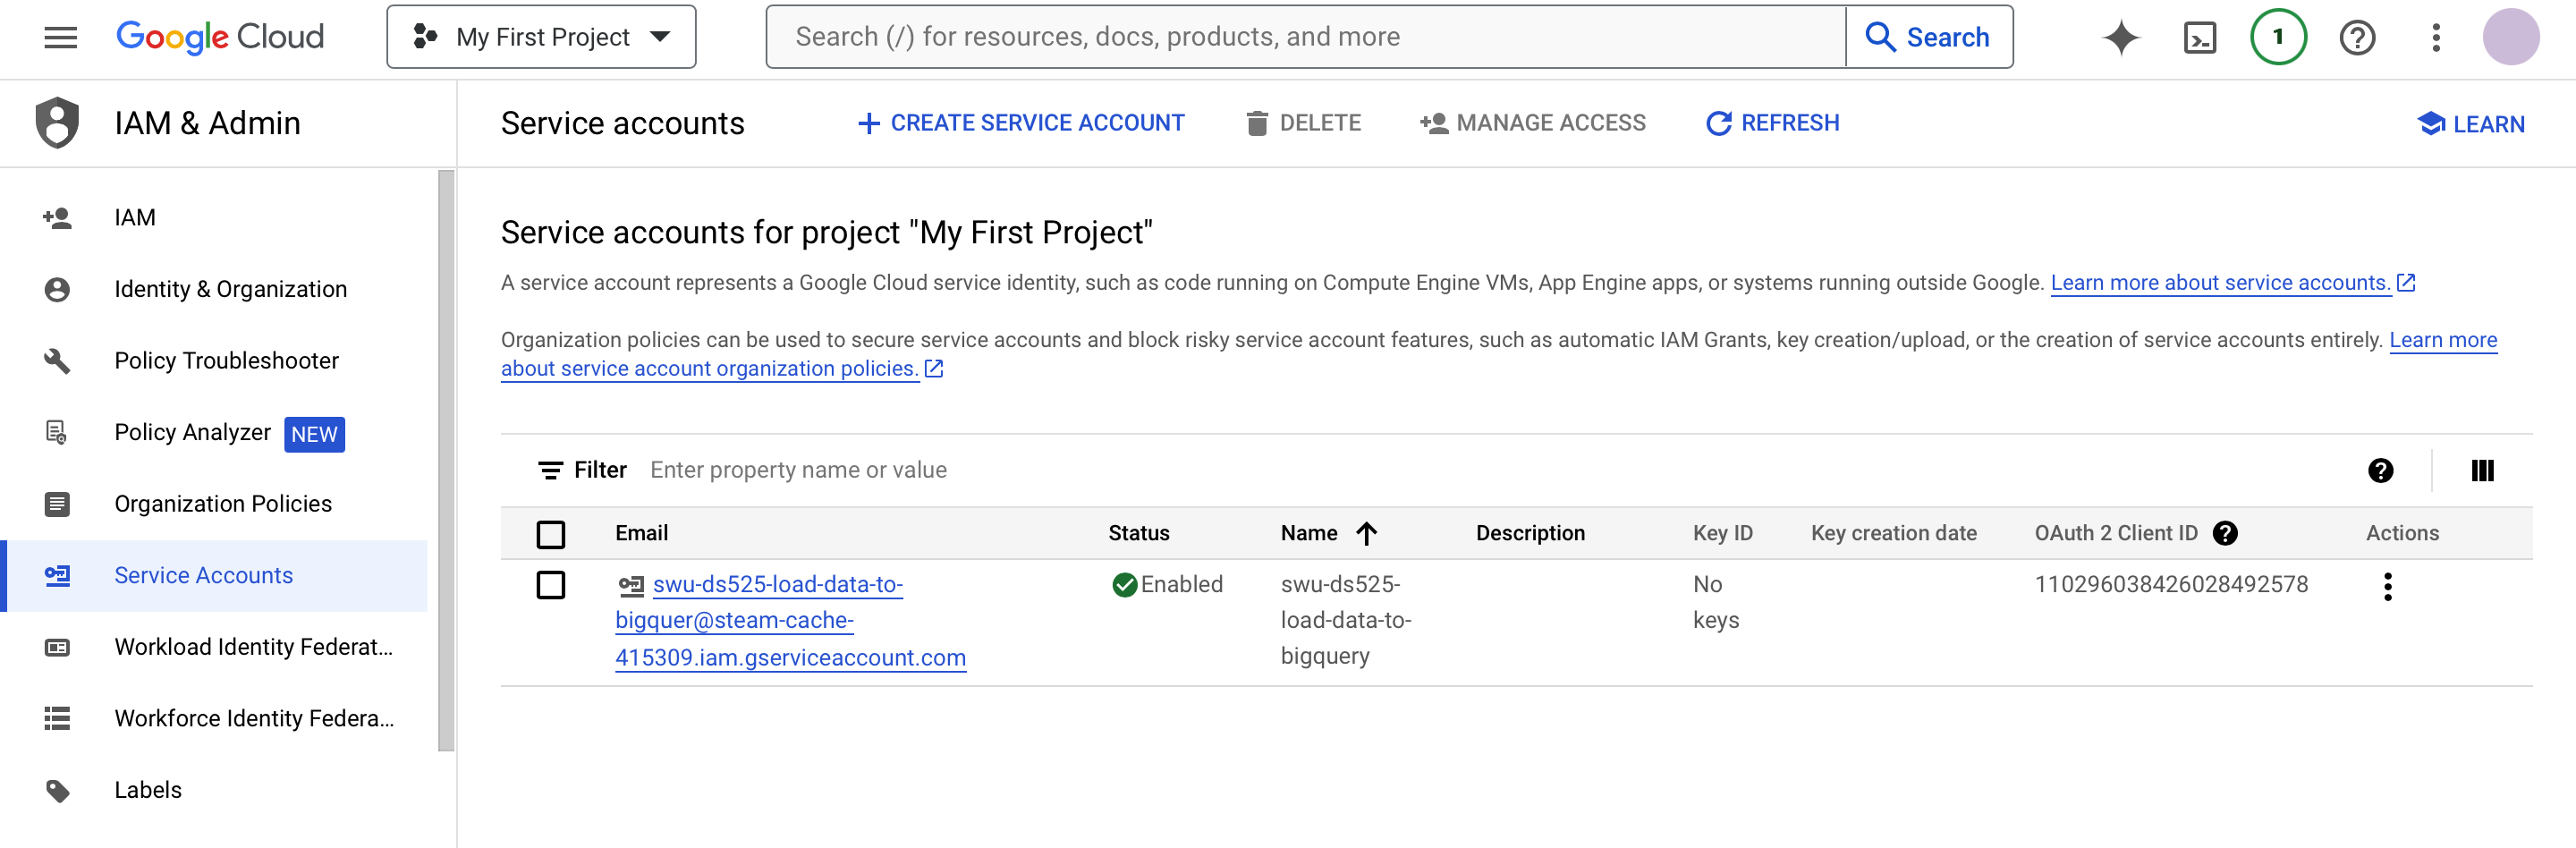 Google Cloud
My First Project
Search (/) for resources, docs, products, and more
Search
1
IAM & Admin
Service accounts
CREATE SERVICE ACCOUNT
DELETE
MANAGE ACCESS
REFRESH
LEARN
IAM
Identity & Organization
Policy Troubleshooter
Policy Analyzer NEW
Organization Policies
Service Accounts
Workload Identity Federat...
Workforce Identity Federa...
Labels
Service accounts for project "My First Project"
A service account represents a Google Cloud service identity, such as code running on Compute Engine VMs, App Engine apps, or systems running outside Google. Learn more about service accounts.
Organization policies can be used to secure service accounts and block risky service account features, such as automatic IAM Grants, key creation/upload, or the creation of service accounts entirely. Learn more
about service account organization policies.
Filter Enter property name or value
Email Status Name Description Key ID Key creation date OAuth 2 Client ID Actions
swu-ds525-load-data-to-
bigquer@steam-cache-
415309.iam.gserviceaccount.com
Enabled
swu-ds525-
load-data-to-
bigquery
No
keys
110296038426028492578